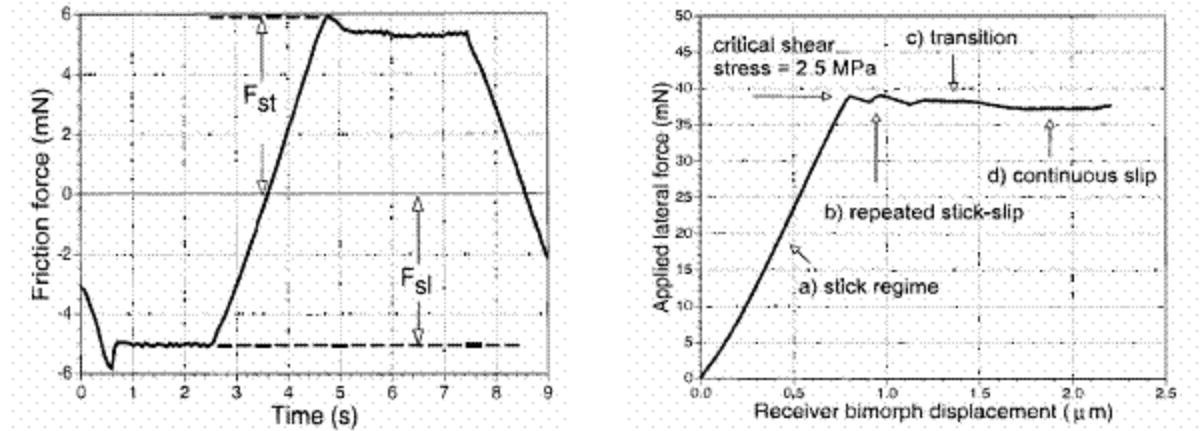 Friction force (mN)
6
4
2
0
-2
-4
-6
F_st
F_sl
0 1 2 3 4 5 6 7 8 9
Time (s)
Applied lateral force (mN)
50
45
40
35
30
25
20
15
10
5
0
critical shear
stress = 2.5 MPa
c) transition
d) continuous slip
b) repeated stick-slip
a) stick regime
0.0 0.5 1.0 1.5 2.0 2.5
Receiver bimorph displacement (μm)